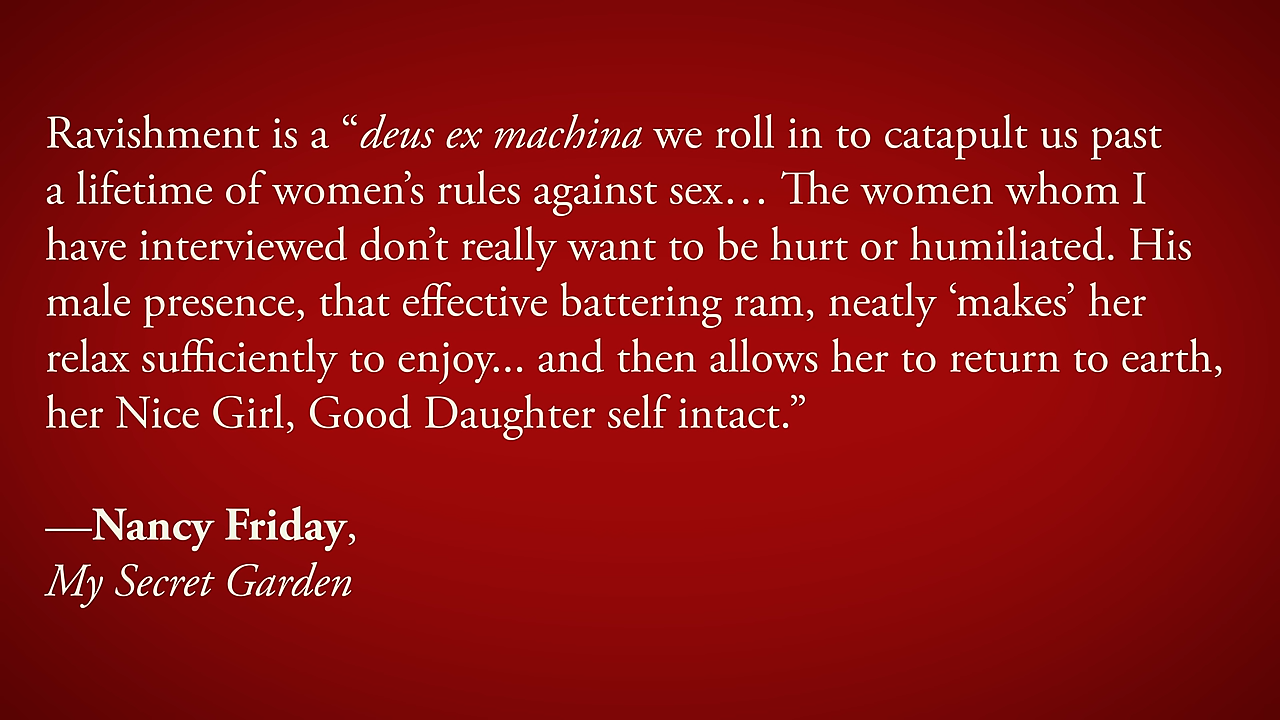 Ravishment is a “deus ex machina we roll in to catapult us past
a lifetime of women’s rules against sex… The women whom I
have interviewed don’t really want to be hurt or humiliated. His
male presence, that effective battering ram, neatly ‘makes’ her
relax sufficiently to enjoy... and then allows her to return to earth,
her Nice Girl, Good Daughter self intact.”
—Nancy Friday,
My Secret Garden